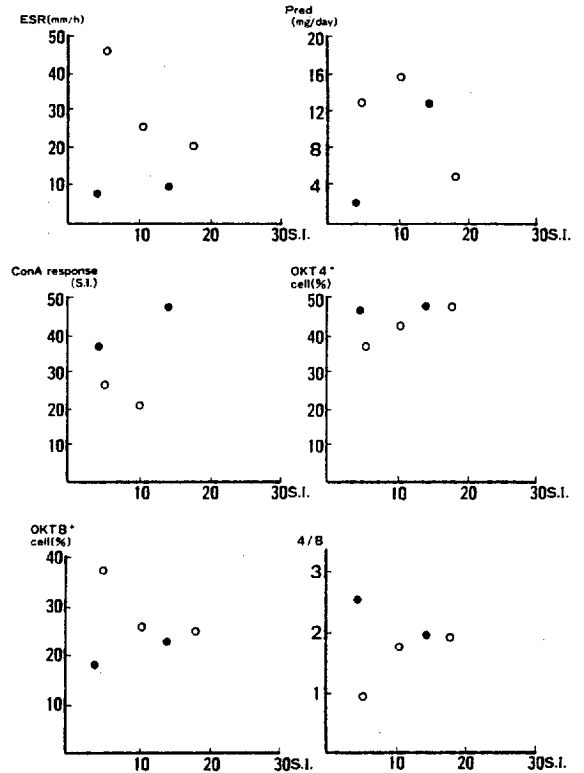 ESR(mm/h)
50
40
30
20
10
10 20 30S.I.
Pred
(mg/day)
20
16
12
8
4
10 20 30S.I.
ConA response
(S.I.)
50
40
30
20
10
10 20 30S.I.
OKT4+
cell(%)
50
40
30
20
10
10 20 30S.I.
OKT8+
cell(%)
40
30
20
10
10 20 30S.I.
4/8
3
2
1
10 20 30S.I.